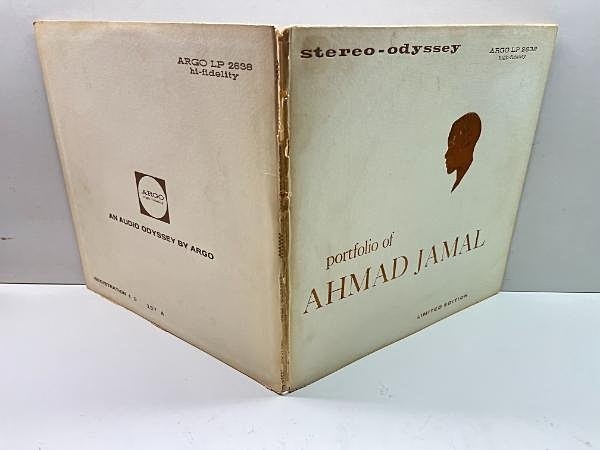 ARGO LP 2638
hi-fidelity
ARGO
AN AUDIO ODYSSEY BY ARGO
stereo-odyssey
ARGO LP 2638
high-fidelity
portfolio of
AHMAD JAMAL
LIMITED EDITION